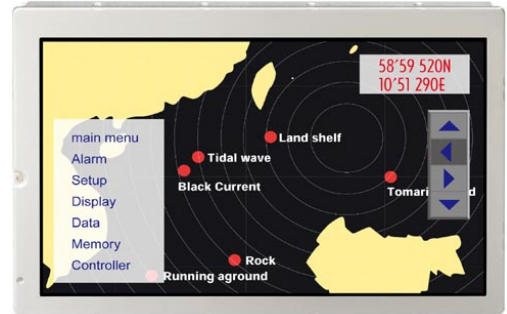 58´59 520N
10´51 290E
main menu
Alarm
Setup
Display
Data
Memory
Controller
Land shelf
Tidal wave
Black Current
Rock
Running aground